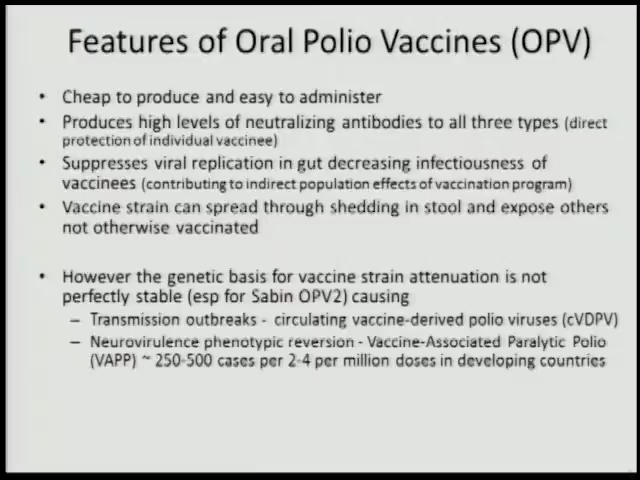 Features of Oral Polio Vaccines (OPV)
• Cheap to produce and easy to administer
• Produces high levels of neutralizing antibodies to all three types (direct
protection of individual vaccinee)
• Suppresses viral replication in gut decreasing infectiousness of
vaccinees (contributing to indirect population effects of vaccination program)
• Vaccine strain can spread through shedding in stool and expose others
not otherwise vaccinated
• However the genetic basis for vaccine strain attenuation is not
perfectly stable (esp for Sabin OPV2) causing
– Transmission outbreaks - circulating vaccine-derived polio viruses (cVDPV)
– Neurovirulence phenotypic reversion - Vaccine-Associated Paralytic Polio
(VAPP) ~ 250-500 cases per 2-4 per million doses in developing countries